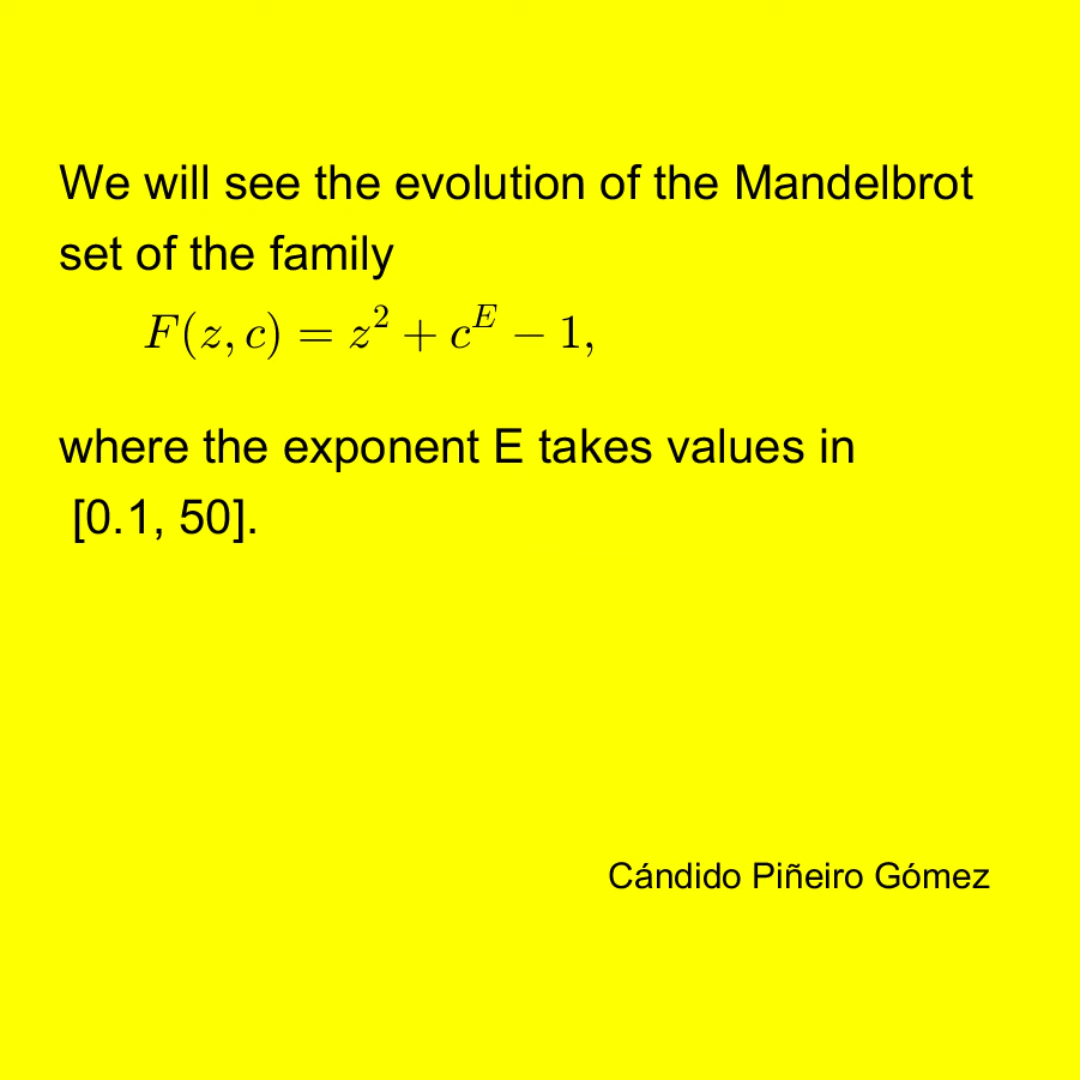 We will see the evolution of the Mandelbrot
set of the family
F(z, c) = z² + cᴱ − 1,
where the exponent E takes values in
[0.1, 50].
Cándido Piñeiro Gómez